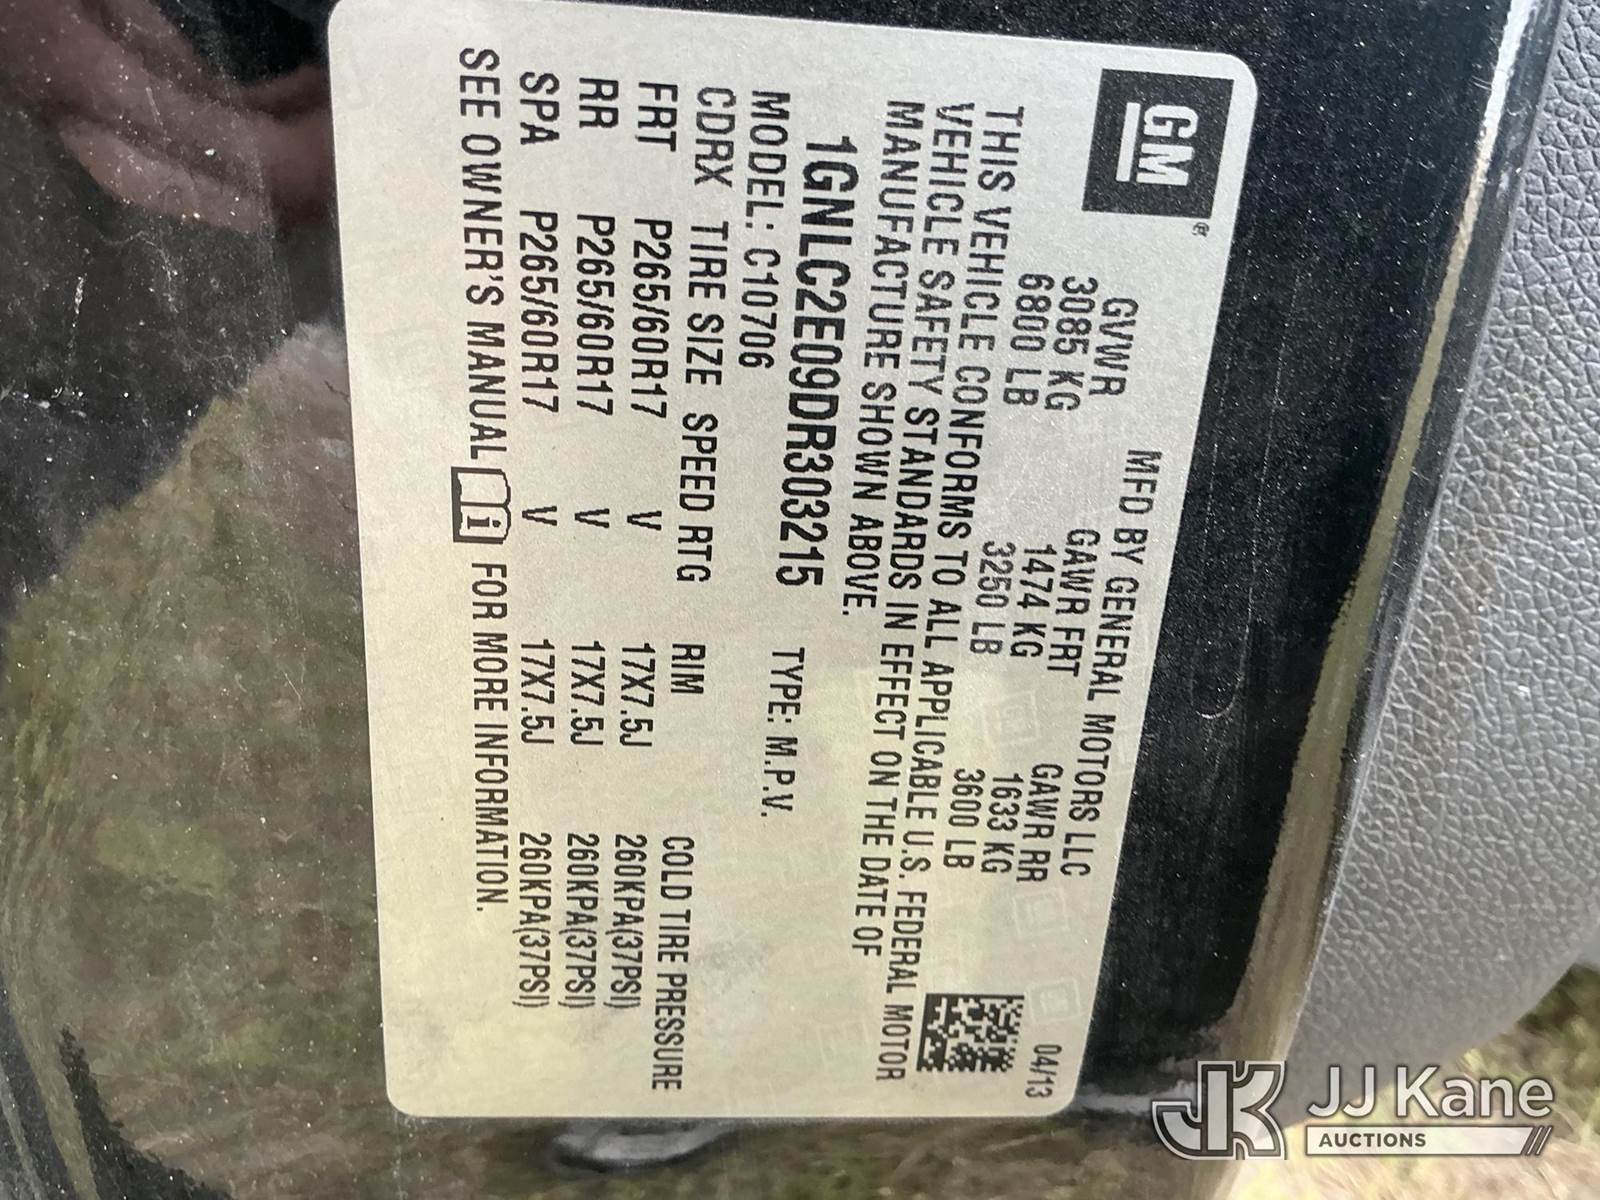 GM®
MFD BY GENERAL MOTORS LLC 04/13
GVWR GAWR FRT GAWR RR
3085 KG 1474 KG 1633 KG
6800 LB 3250 LB 3600 LB
THIS VEHICLE CONFORMS TO ALL APPLICABLE U.S. FEDERAL MOTOR
VEHICLE SAFETY STANDARDS IN EFFECT ON THE DATE OF
MANUFACTURE SHOWN ABOVE.
1GNLC2E09DR303215 TYPE: M.P.V.
MODEL: C10706
CDRX TIRE SIZE SPEED RTG RIM COLD TIRE PRESSURE
FRT P265/60R17 V 17X7.5J 260KPA(37PSI)
RR P265/60R17 V 17X7.5J 260KPA(37PSI)
SPA P265/60R17 V 17X7.5J 260KPA(37PSI)
SEE OWNER'S MANUAL i FOR MORE INFORMATION.
JK JJ Kane
AUCTIONS